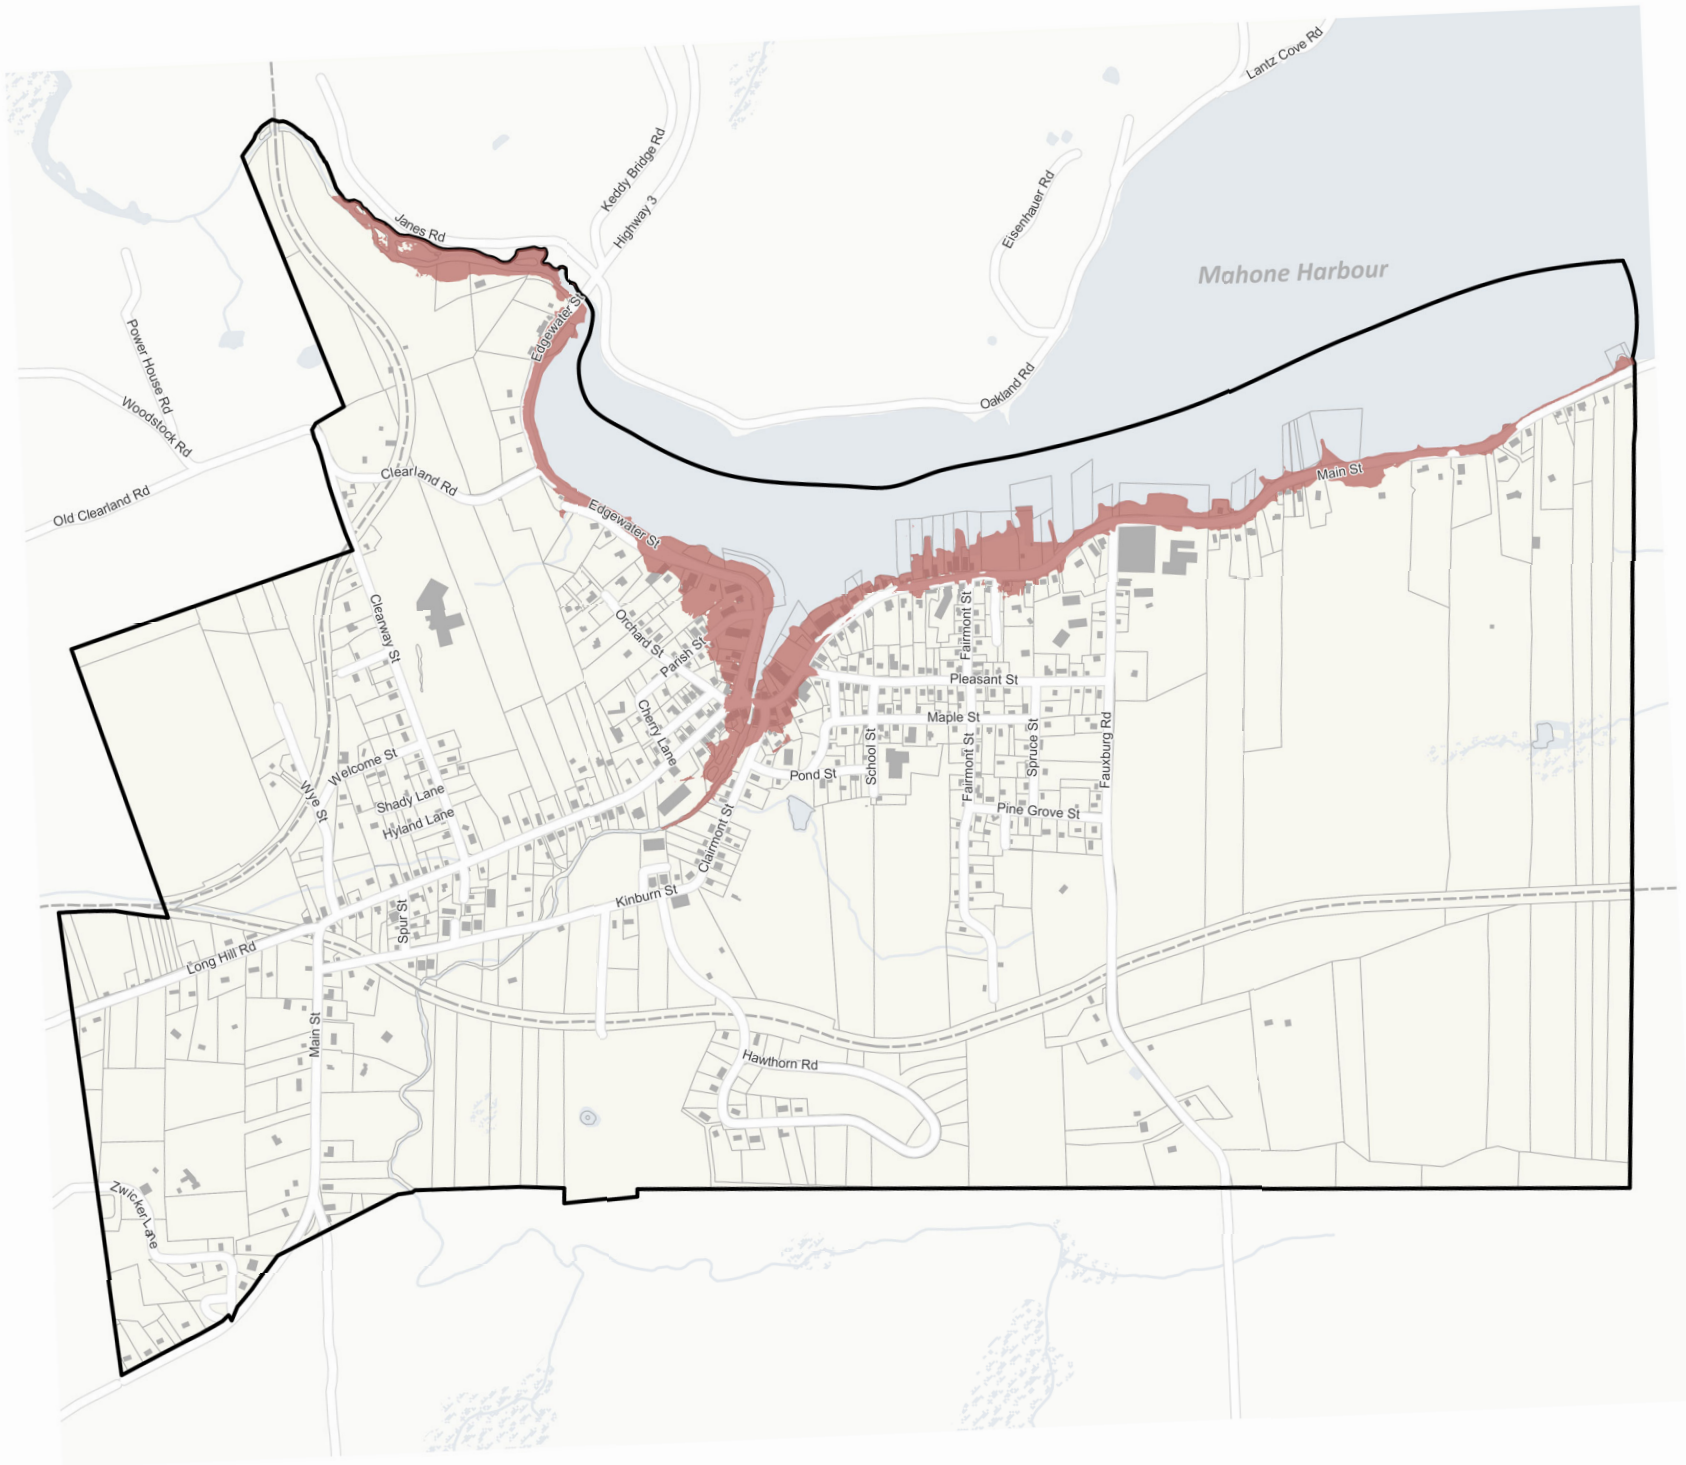 Lantz Cove Rd
Keddy Bridge Rd
Highway 3
Janes Rd
Eisenhauer Rd
Mahone Harbour
Power House Rd
Edgewater St
Woodstock Rd
Oakland Rd
Clearland Rd
Main St
Old Clearland Rd
Edgewater St
Clearway St
Orchard St
Parish St
Fairmont St
Pleasant St
Cherry Lane
Maple St
School St
Fairmont St
Spruce St
Fauxburg Rd
Welcome St
Pond St
Wye St
Shady Lane
Hyland Lane
Pine Grove St
Clairmont St
Kinburn St
Spur St
Long Hill Rd
Main St
Hawthorn Rd
Zwicker Lane